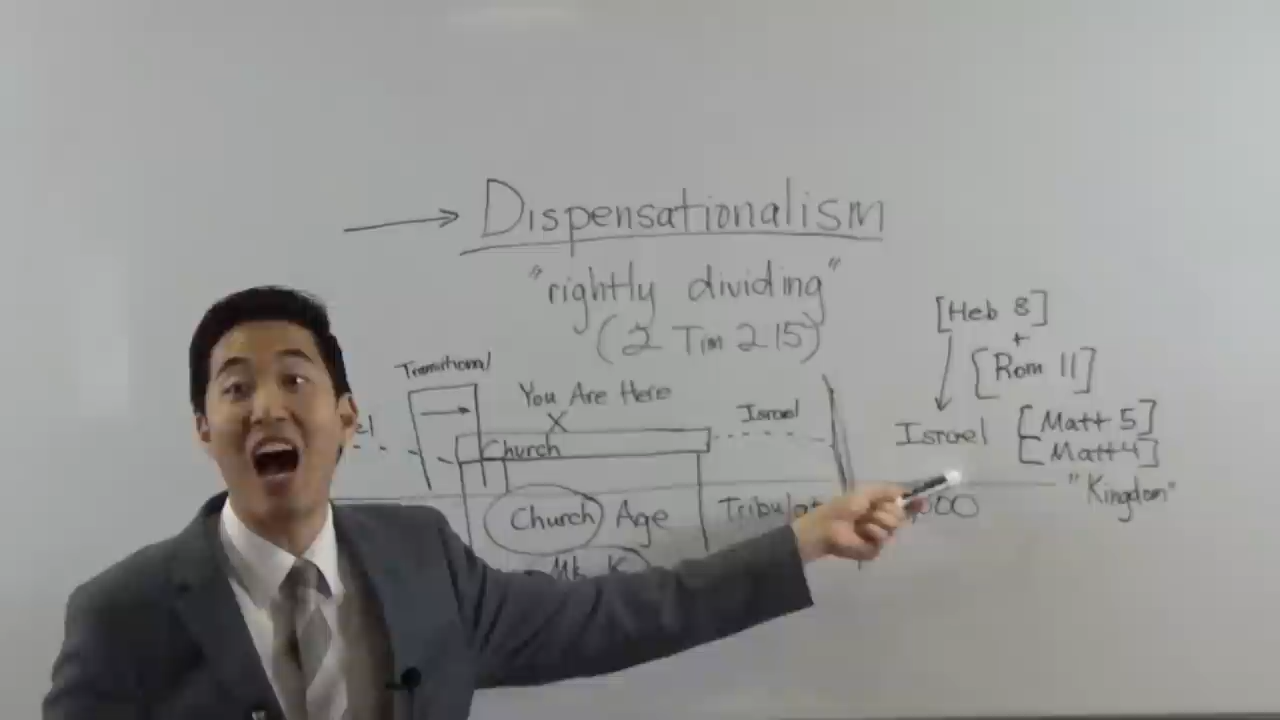 Dispensationalism
"rightly dividing"
(2 Tim 2 15)
[Heb 8]
+
[Rom 11]
Transitional
You Are Here
X
Israel
Israel
[Matt 5]
[Matt 4]
Church
"Kingdom"
Church Age